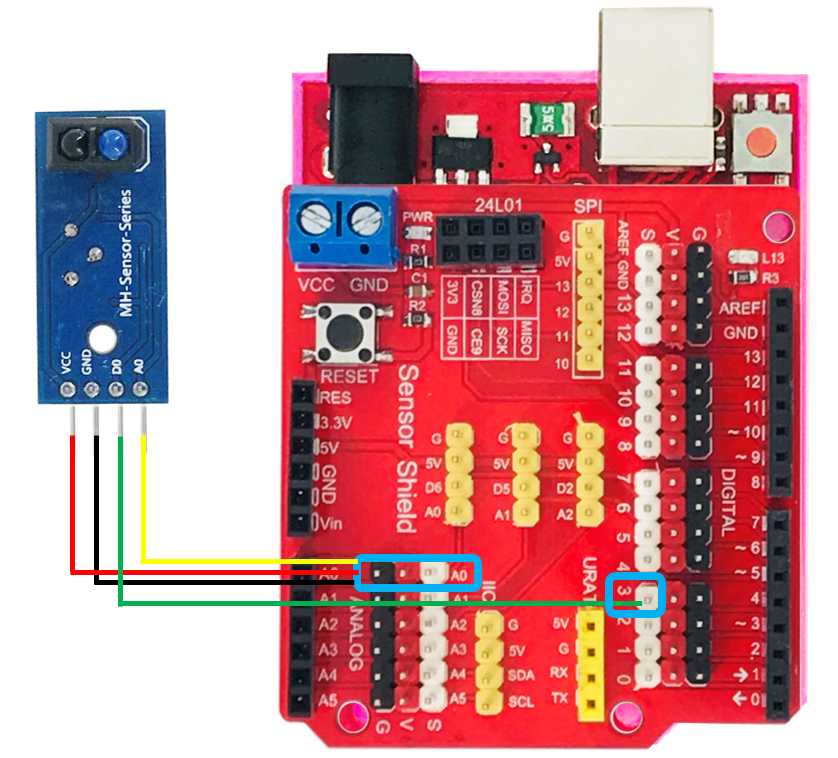 MH-Sensor-Series
VCC
GND
D0
A0
24L01
SPI
PWR
R1
C1
R2
VCC GND
3V3 CSN8 MOSI IRQ
GND CE9 SCK MISO
G
5V
13
12
11
10
AREF GND 13 12
S V G
L13
R3
RESET
Sensor Shield
RES
3.3V
5V
GND
GND
Vin
G
5V
D6
A0
G
5V
D5
A1
G
5V
D2
A2
11
10
9
8
7
6
5
4
3
2
1
0
DIGITAL
AREF
GND
13
12
11
~ 10
~ 9
8
7
~ 6
~ 5
4
~ 3
2
→ 1
← 0
A0
A1
A2
A3
A4
A5
ANALOG
A0
A1
A2
A3
A4
A5
G V S
IIC
G
5V
SDA
SCL
URAT
5V
G
RX
TX